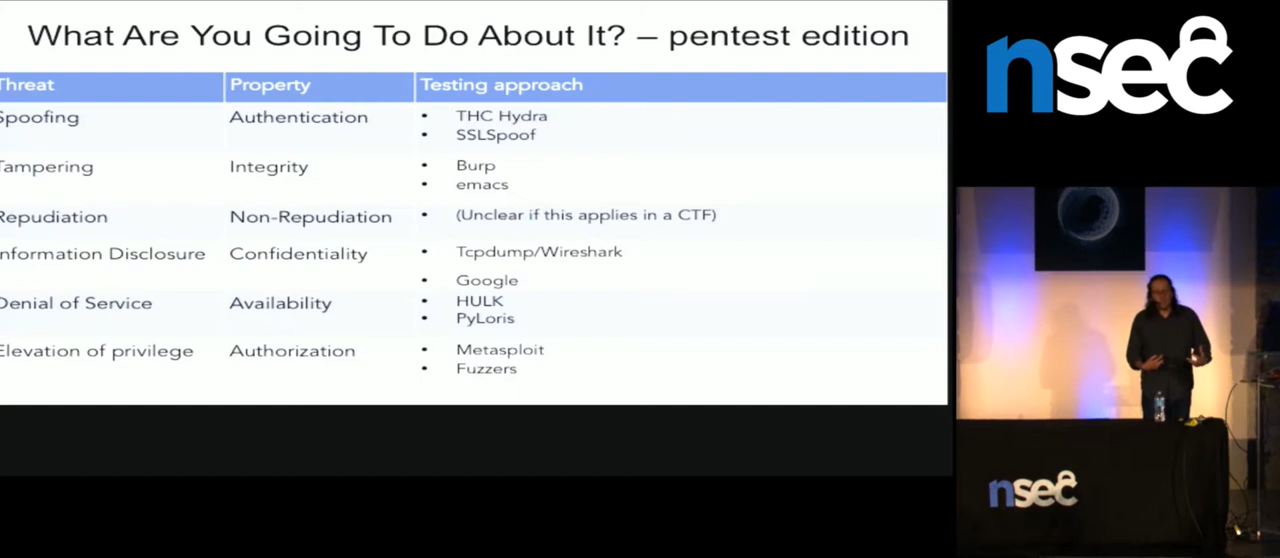 What Are You Going To Do About It? – pentest edition
Threat Property Testing approach
Spoofing Authentication • THC Hydra
• SSLSpoof
Tampering Integrity • Burp
• emacs
Repudiation Non-Repudiation • (Unclear if this applies in a CTF)
Information Disclosure Confidentiality • Tcpdump/Wireshark
• Google
Denial of Service Availability • HULK
• PyLoris
Elevation of privilege Authorization • Metasploit
• Fuzzers
nsec
nsec